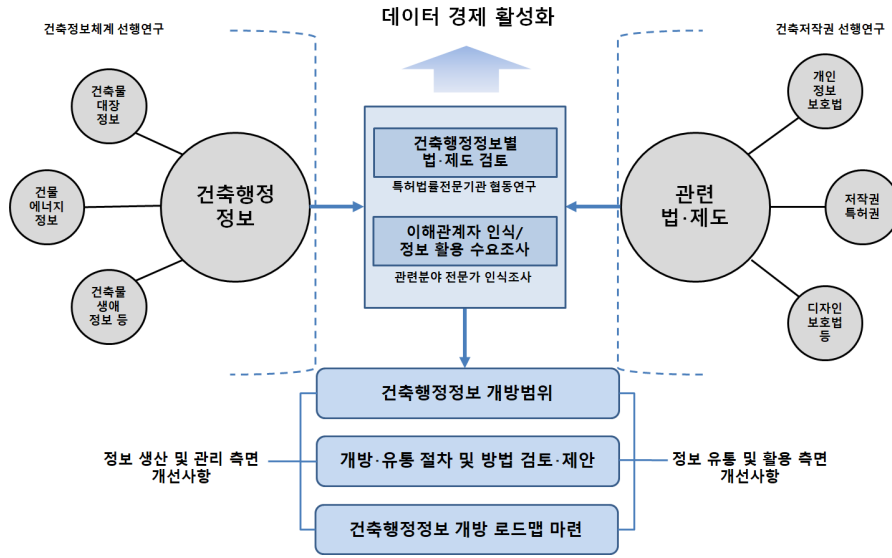 데이터 경제 활성화
건축정보체계 선행연구
건축저작권 선행연구
건축물
대장
정보
건물
에너지
정보
건축물
생애
정보 등
건축행정
정보
건축행정정보별
법·제도 검토
특허법률전문기관 협동연구
이해관계자 인식/
정보 활용 수요조사
관련분야 전문가 인식조사
관련
법·제도
개인
정보
보호법
저작권
특허권
디자인
보호법
등
건축행정정보 개방범위
개방·유통 절차 및 방법 검토·제안
건축행정정보 개방 로드맵 마련
정보 생산 및 관리 측면
개선사항
정보 유통 및 활용 측면
개선사항